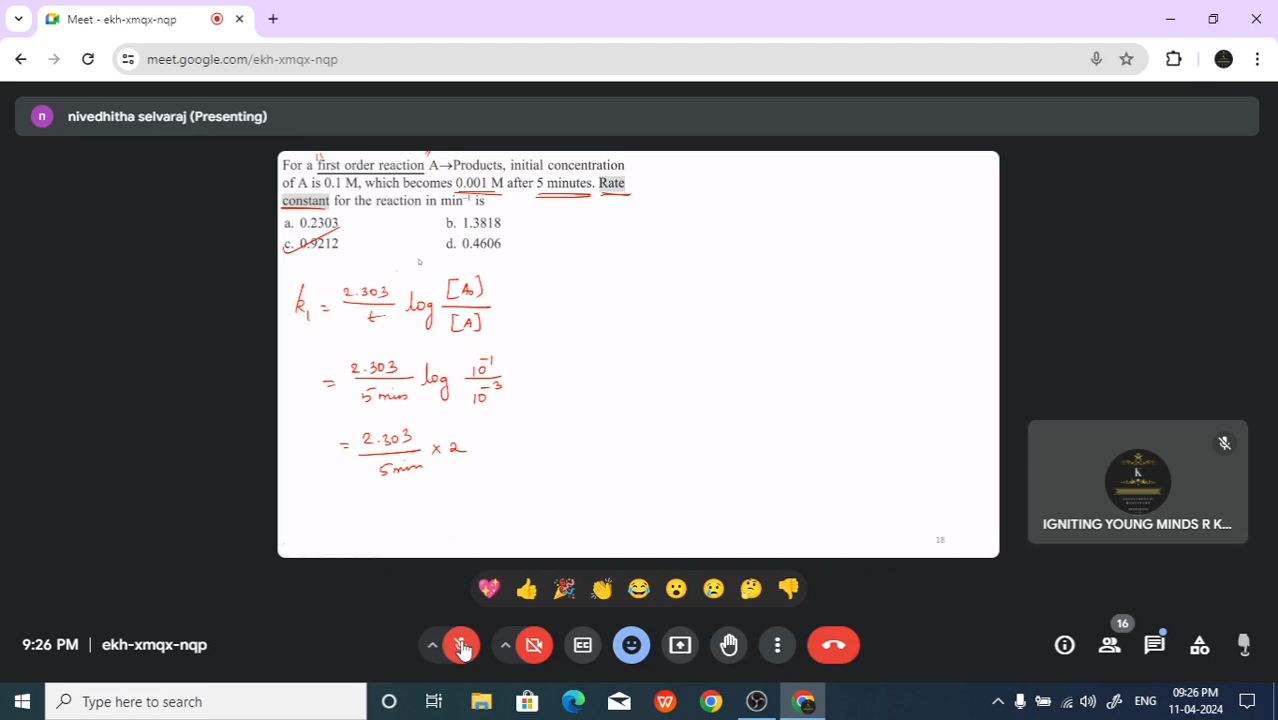 Meet - ekh-xmqx-nqp
meet.google.com/ekh-xmqx-nqp
n
nivedhitha selvaraj (Presenting)
For a first order reaction A→Products, initial concentration
of A is 0.1 M, which becomes 0.001 M after 5 minutes. Rate
constant for the reaction in min⁻¹ is
a. 0.2303 b. 1.3818
c. 0.9212 d. 0.4606
k₁ = 2.303/t log [A₀]/[A]
= 2.303/5 mins log 10⁻¹/10⁻³
= 2.303/5 min × 2
18
K
IGNITING YOUNG MINDS R K...
9:26 PM | ekh-xmqx-nqp
CC
16
Type here to search
W
ENG
09:26 PM
11-04-2024